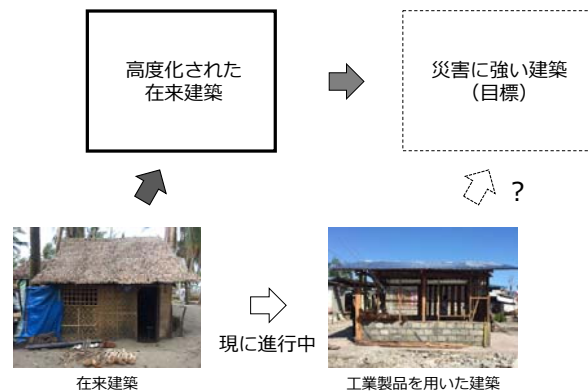 高度化された
在来建築
災害に強い建築
（目標）
？
現に進行中
在来建築
工業製品を用いた建築